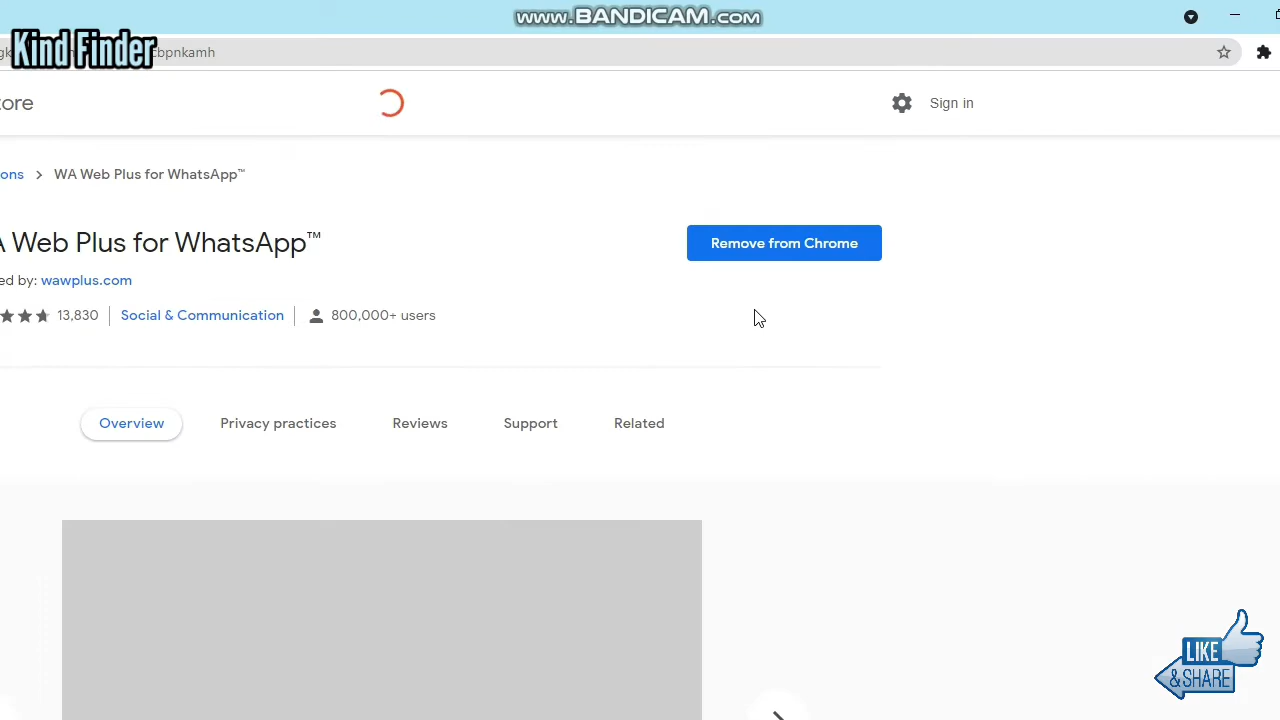 www.BANDICAM.com
Kind Finder
bpnkamh
ore
Sign in
ons > WA Web Plus for WhatsApp™
Web Plus for WhatsApp™
Remove from Chrome
ed by: wawplus.com
13,830 | Social & Communication | 800,000+ users
Overview
Privacy practices
Reviews
Support
Related
LIKE
& SHARE